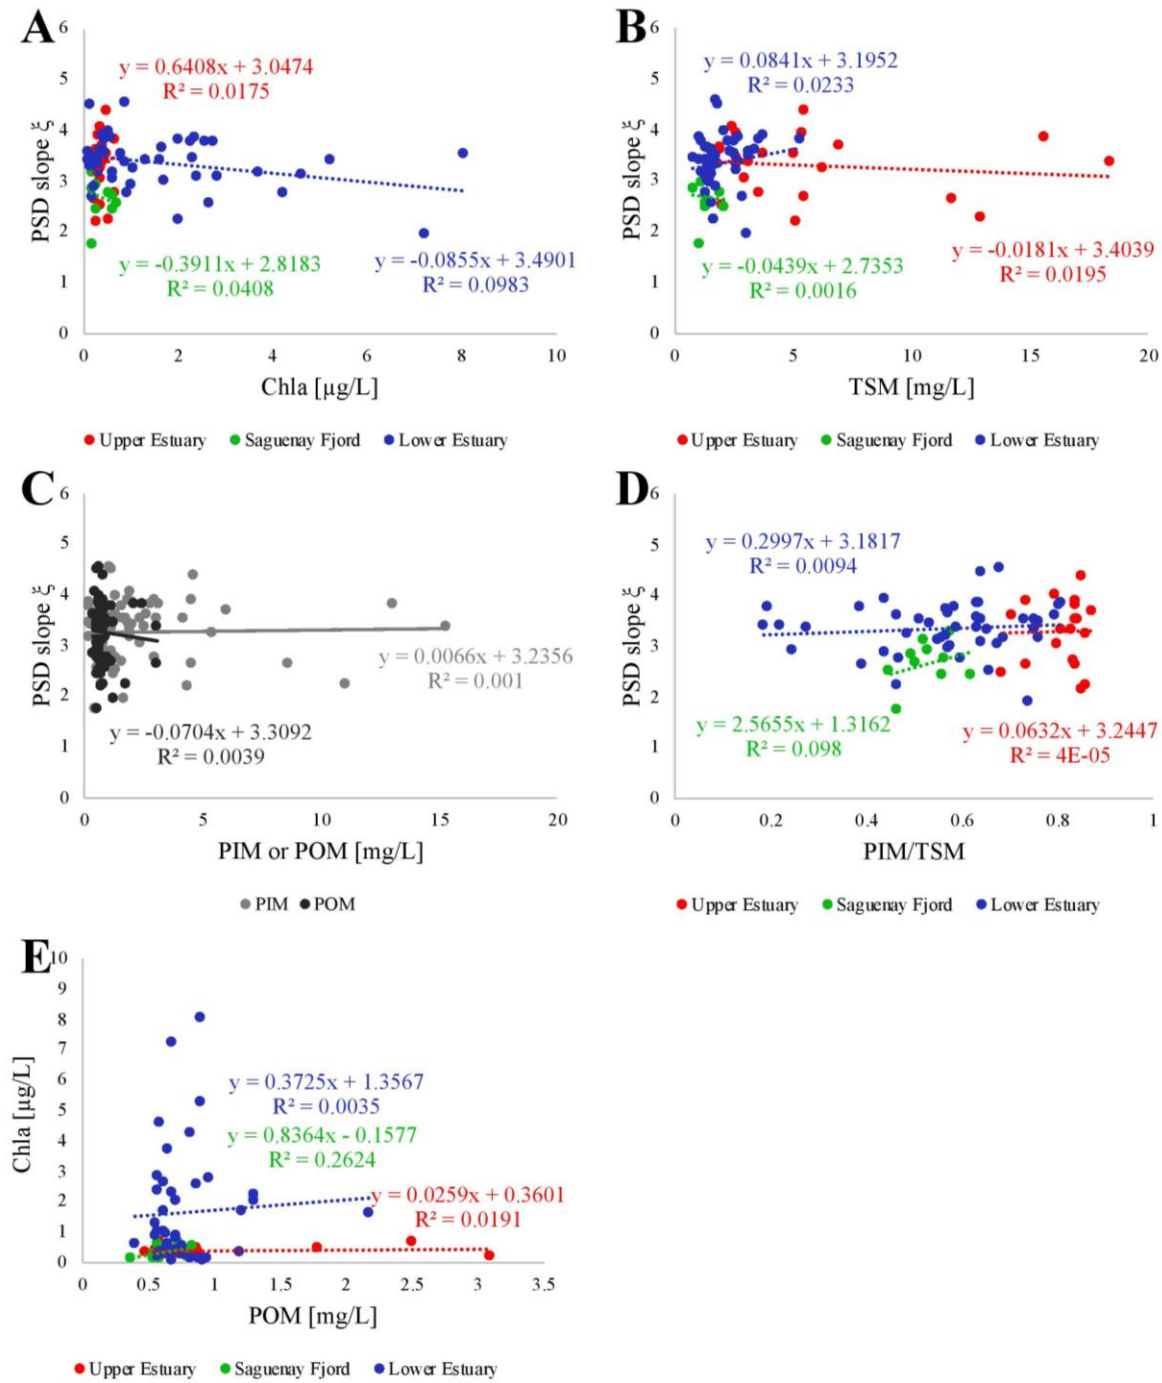 A
6
5
4
3
2
1
0
PSD slope ξ
y = 0.6408x + 3.0474
R² = 0.0175
y = -0.3911x + 2.8183
R² = 0.0408
y = -0.0855x + 3.4901
R² = 0.0983
0 2 4 6 8 10
Chla [µg/L]
Upper Estuary Saguenay Fjord Lower Estuary
B
6
5
4
3
2
1
0
PSD slope ξ
y = 0.0841x + 3.1952
R² = 0.0233
y = -0.0181x + 3.4039
R² = 0.0195
y = -0.0439x + 2.7353
R² = 0.0016
0 5 10 15 20
TSM [mg/L]
Upper Estuary Saguenay Fjord Lower Estuary
C
6
5
4
3
2
1
0
PSD slope ξ
y = 0.0066x + 3.2356
R² = 0.001
y = -0.0704x + 3.3092
R² = 0.0039
0 5 10 15 20
PIM or POM [mg/L]
PIM POM
D
6
5
4
3
2
1
0
PSD slope ξ
y = 0.2997x + 3.1817
R² = 0.0094
y = 2.5655x + 1.3162
R² = 0.098
y = 0.0632x + 3.2447
R² = 4E-05
0 0.2 0.4 0.6 0.8 1
PIM/TSM
Upper Estuary Saguenay Fjord Lower Estuary
E
10
9
8
7
6
5
4
3
2
1
0
Chla [µg/L]
y = 0.3725x + 1.3567
R² = 0.0035
y = 0.8364x - 0.1577
R² = 0.2624
y = 0.0259x + 0.3601
R² = 0.0191
0 0.5 1 1.5 2 2.5 3 3.5
POM [mg/L]
Upper Estuary Saguenay Fjord Lower Estuary